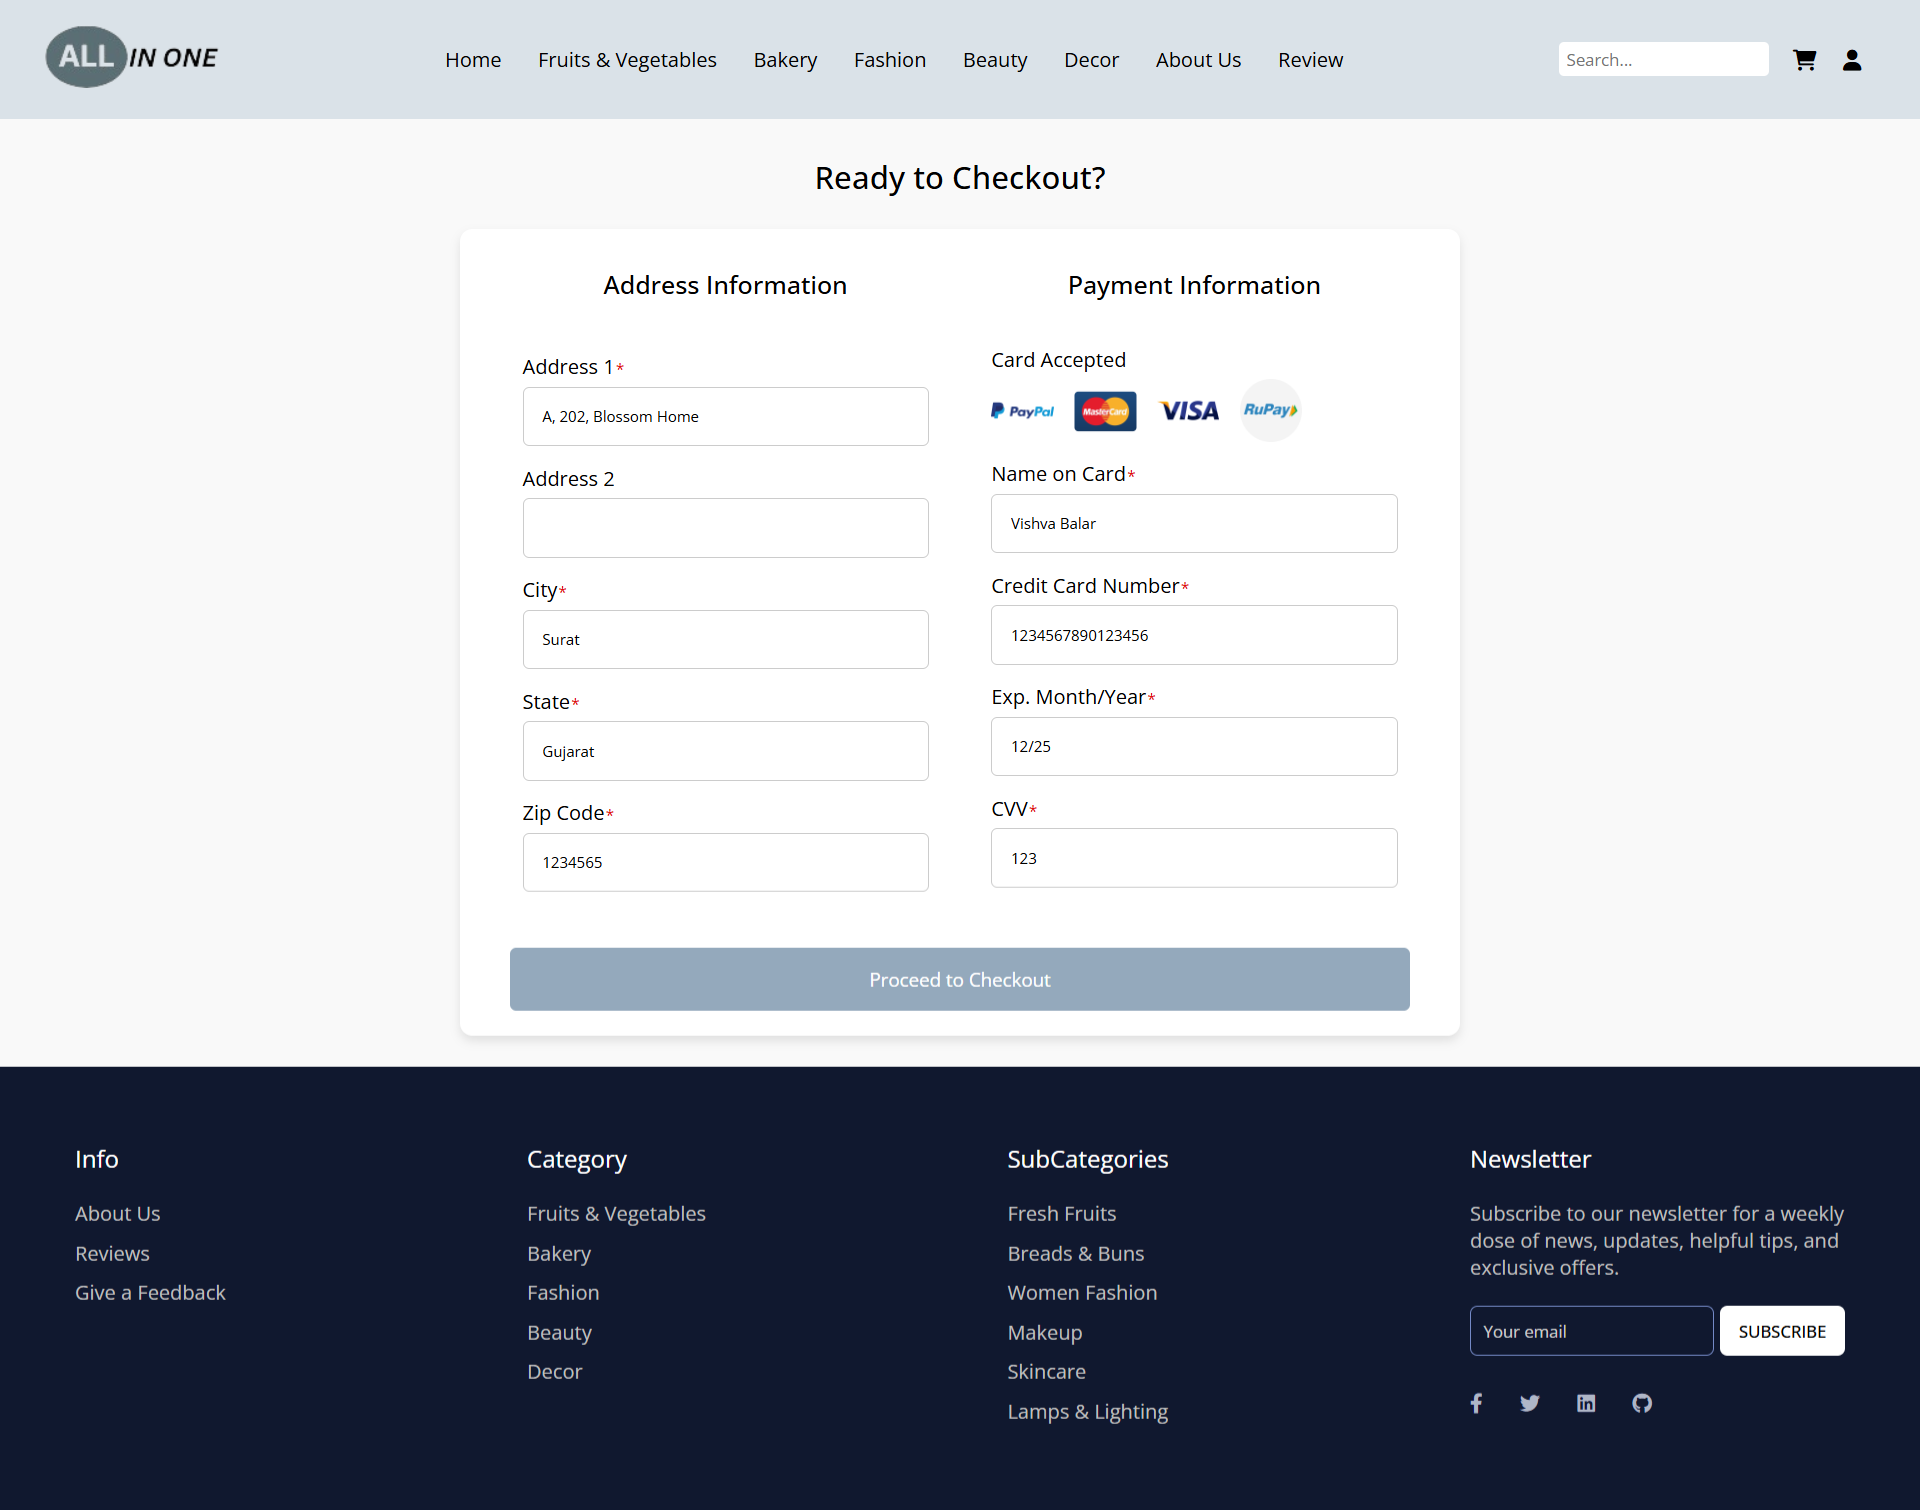 ALL IN ONE
Home Fruits & Vegetables Bakery Fashion Beauty Decor About Us Review
Search...
Ready to Checkout?
Address Information
Address 1*
A, 202, Blossom Home
Address 2
City*
Surat
State*
Gujarat
Zip Code*
1234565
Payment Information
Card Accepted
PayPal MasterCard VISA RuPay
Name on Card*
Vishva Balar
Credit Card Number*
1234567890123456
Exp. Month/Year*
12/25
CVV*
123
Proceed to Checkout
Info
About Us
Reviews
Give a Feedback
Category
Fruits & Vegetables
Bakery
Fashion
Beauty
Decor
SubCategories
Fresh Fruits
Breads & Buns
Women Fashion
Makeup
Skincare
Lamps & Lighting
Newsletter
Subscribe to our newsletter for a weekly
dose of news, updates, helpful tips, and
exclusive offers.
Your email SUBSCRIBE